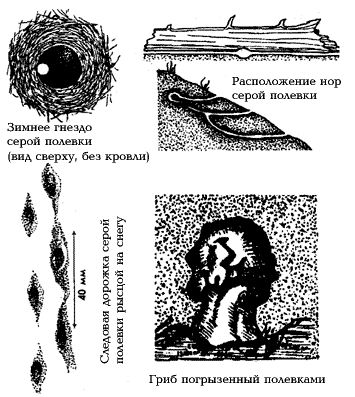 Зимнее гнездо
серой полевки
(вид сверху, без кровли)
Расположение нор
серой полевки
Следовая дорожка серой
полевки рысцой на снегу
40 мм
Гриб погрызенный полевками